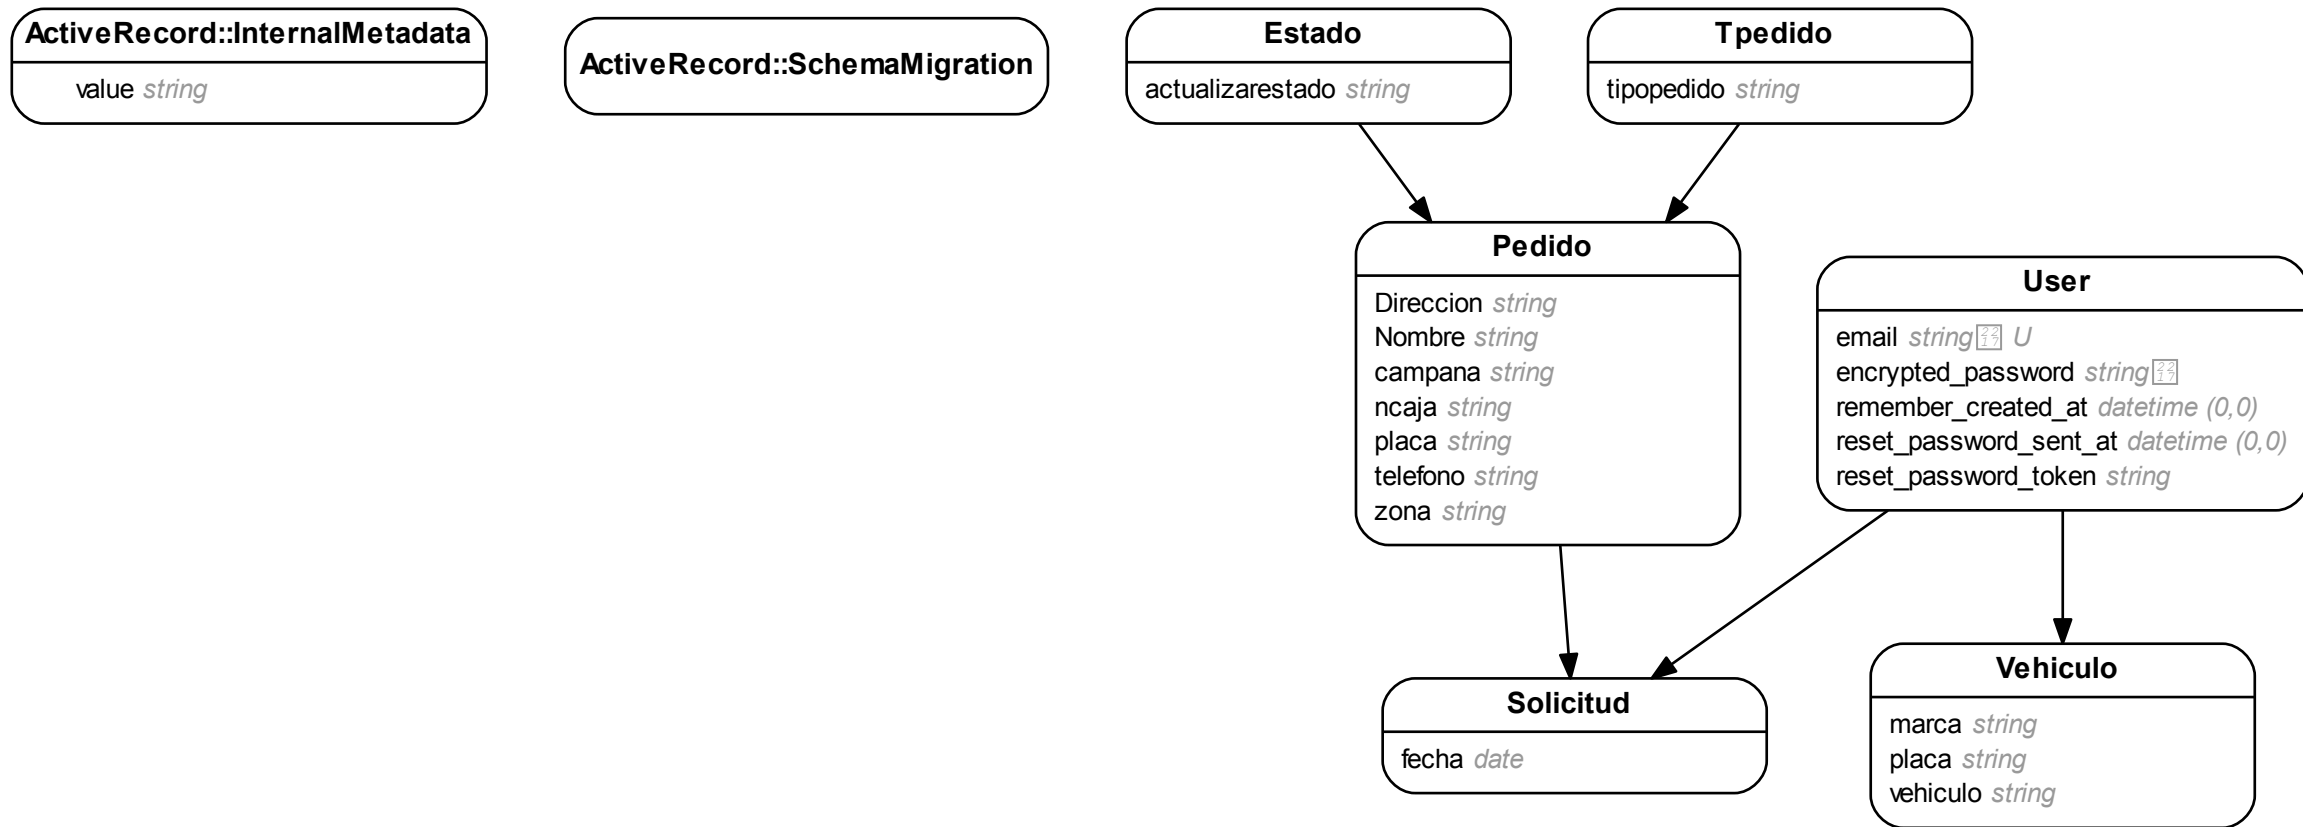 ActiveRecord::InternalMetadata
value string
ActiveRecord::SchemaMigration
Estado
actualizarestado string
Tpedido
tipopedido string
Pedido
Direccion string
Nombre string
campana string
ncaja string
placa string
telefono string
zona string
User
email string U
encrypted_password string
remember_created_at datetime (0,0)
reset_password_sent_at datetime (0,0)
reset_password_token string
Solicitud
fecha date
Vehiculo
marca string
placa string
vehiculo string